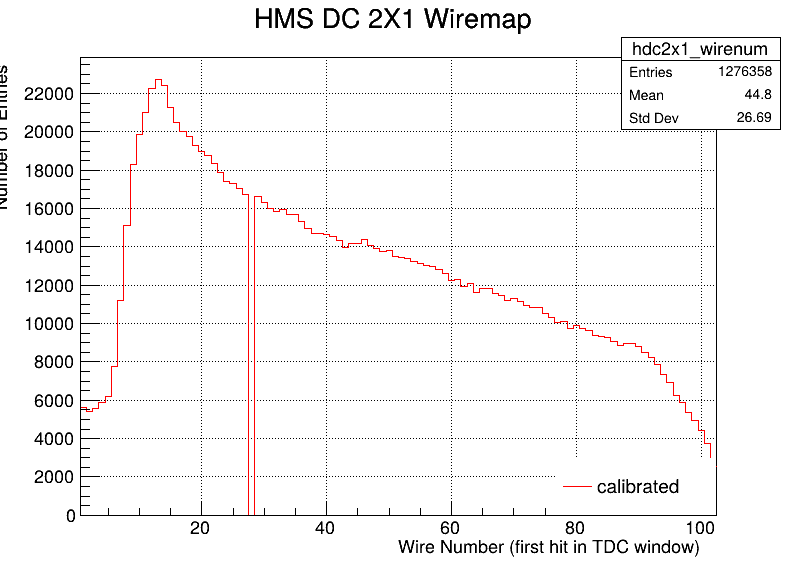 HMS DC 2X1 Wiremap
hdc2x1_wirenum
Entries 1276358
Mean 44.8
Std Dev 26.69
Number of Entries
22000
20000
18000
16000
14000
12000
10000
8000
6000
4000
2000
0
20 40 60 80 100
calibrated
Wire Number (first hit in TDC window)